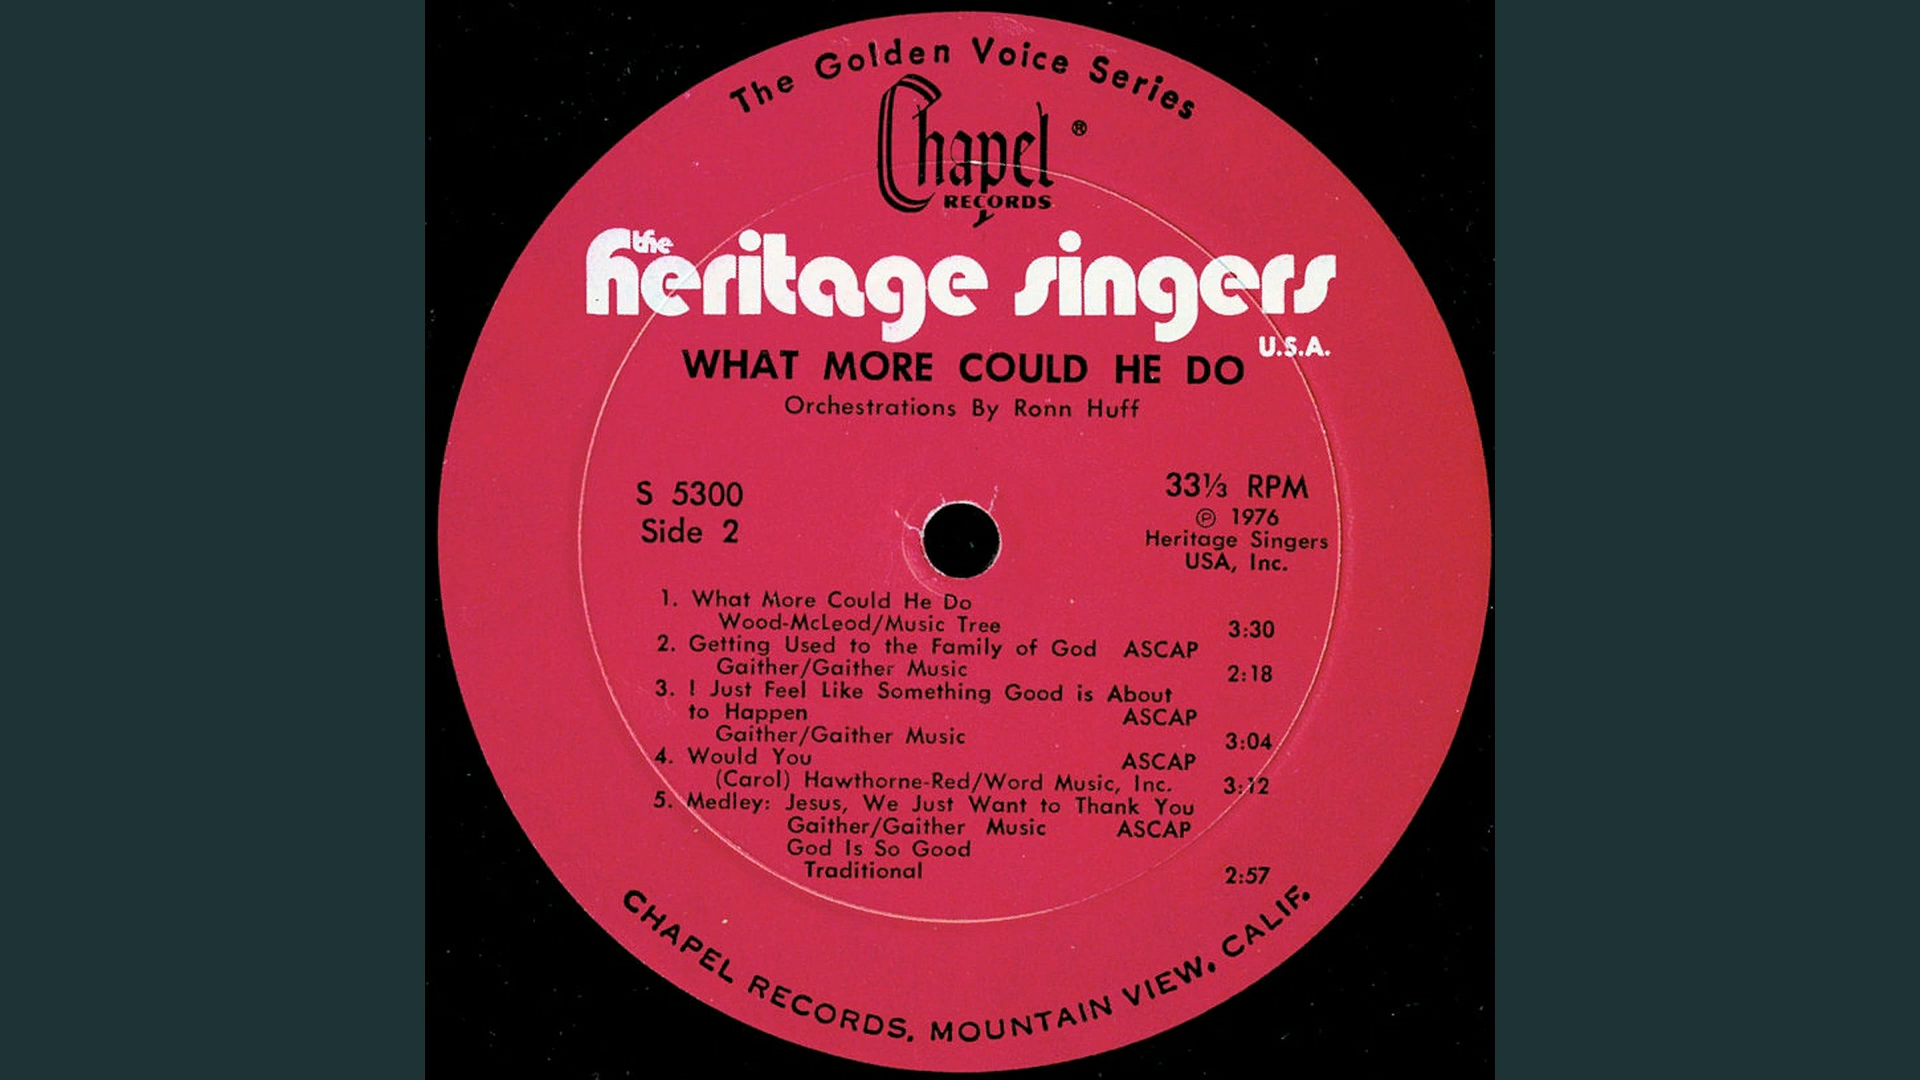 The Golden Voice Series
Chapel ®
RECORDS
the
heritage singers
U.S.A.
WHAT MORE COULD HE DO
Orchestrations By Ronn Huff
S 5300
Side 2
33⅓ RPM
℗ 1976
Heritage Singers
USA, Inc.
1. What More Could He Do
Wood-McLeod/Music Tree 3:30
2. Getting Used to the Family of God ASCAP
Gaither/Gaither Music 2:18
3. I Just Feel Like Something Good is About
to Happen ASCAP
Gaither/Gaither Music 3:04
4. Would You ASCAP
(Carol) Hawthorne-Red/Word Music, Inc. 3:12
5. Medley: Jesus, We Just Want to Thank You
Gaither/Gaither Music ASCAP
God Is So Good
Traditional 2:57
CHAPEL RECORDS, MOUNTAIN VIEW, CALIF.